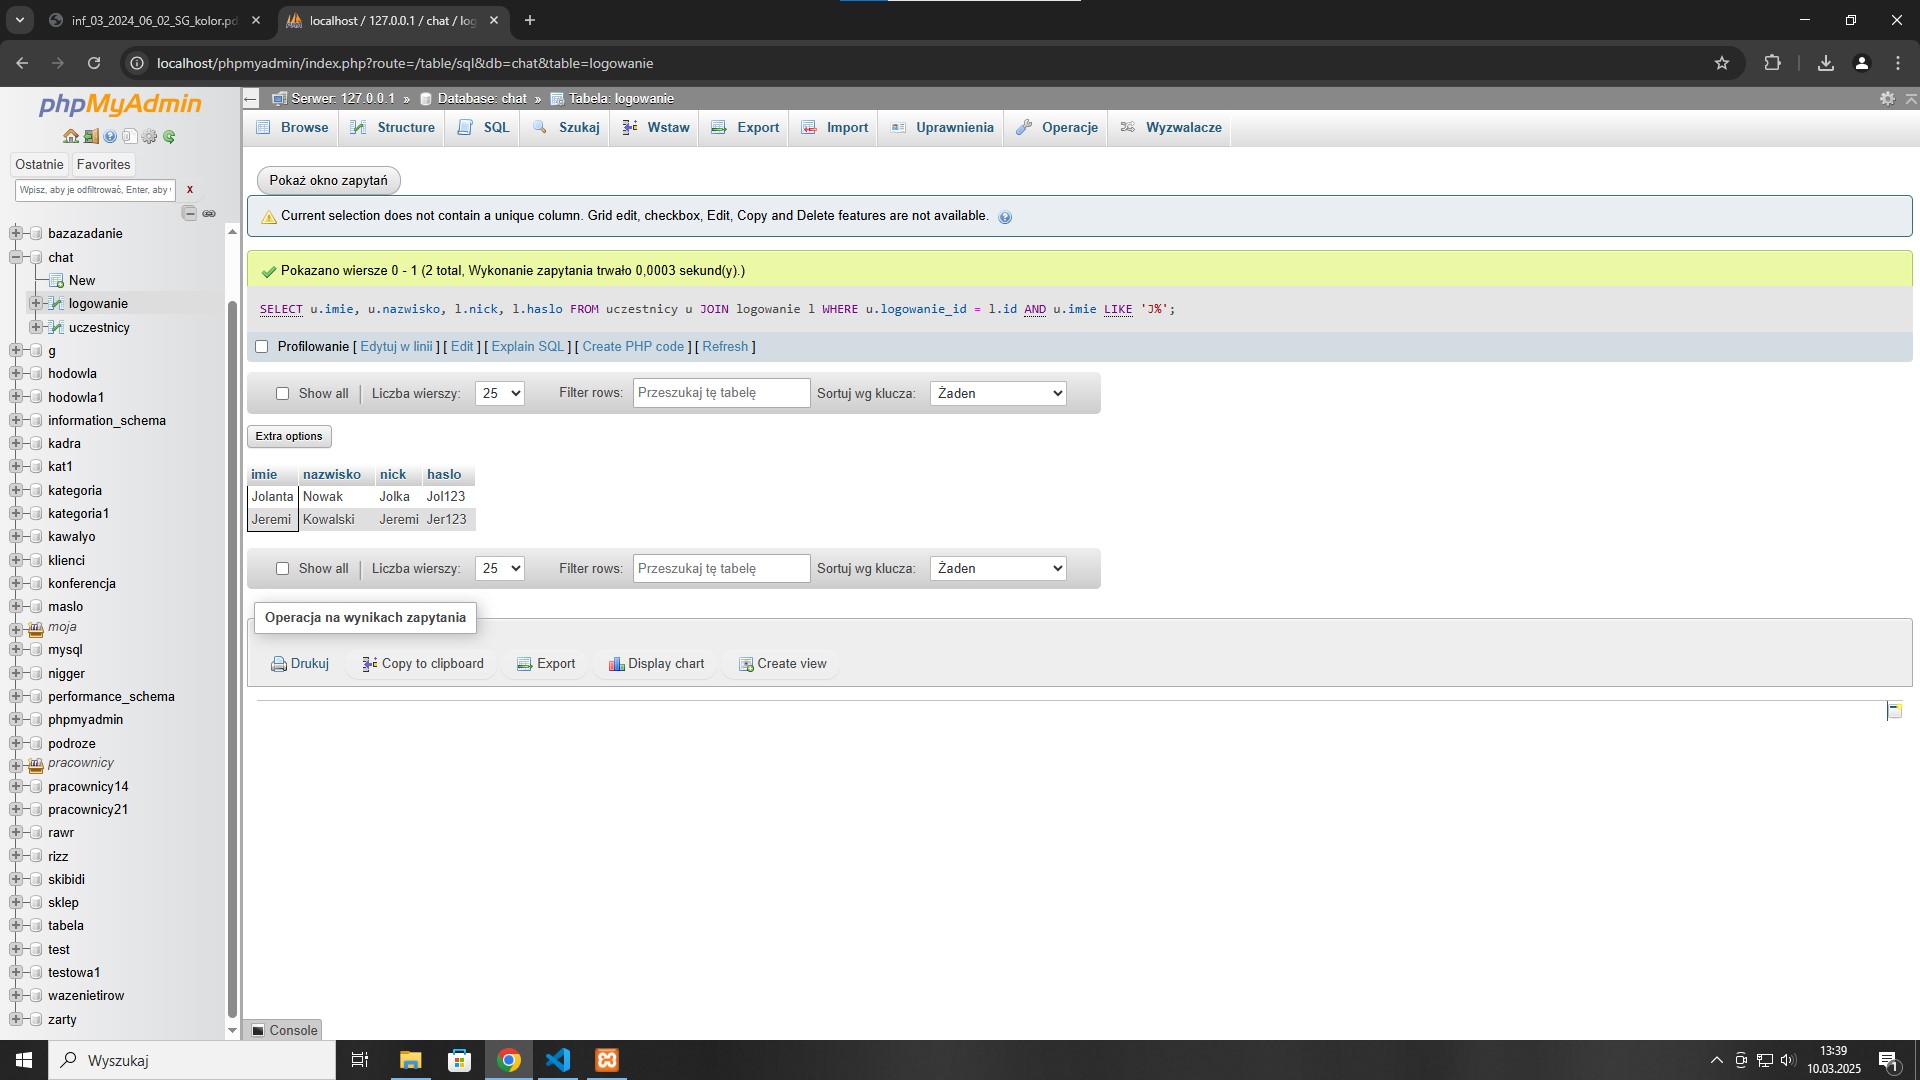 inf_03_2024_06_02_SG_kolor.pd
localhost / 127.0.0.1 / chat / log
localhost/phpmyadmin/index.php?route=/table/sql&db=chat&table=logowanie
phpMyAdmin
Ostatnie Favorites
Wpisz, aby je odfiltrować, Enter, aby
X
bazazadanie
chat
New
logowanie
uczestnicy
g
hodowla
hodowla1
information_schema
kadra
kat1
kategoria
kategoria1
kawalyo
klienci
konferencja
maslo
moja
mysql
nigger
performance_schema
phpmyadmin
podroze
pracownicy
pracownicy14
pracownicy21
rawr
rizz
skibidi
sklep
tabela
test
testowa1
wazenietirow
zarty
Serwer: 127.0.0.1 » Database: chat » Tabela: logowanie
Browse Structure SQL Szukaj Wstaw Export Import Uprawnienia Operacje Wyzwalacze
Pokaż okno zapytań
Current selection does not contain a unique column. Grid edit, checkbox, Edit, Copy and Delete features are not available.
Pokazano wiersze 0 - 1 (2 total, Wykonanie zapytania trwało 0,0003 sekund(y).)
SELECT u.imie, u.nazwisko, l.nick, l.haslo FROM uczestnicy u JOIN logowanie l WHERE u.logowanie_id = l.id AND u.imie LIKE 'J%';
Profilowanie [ Edytuj w linii ] [ Edit ] [ Explain SQL ] [ Create PHP code ] [ Refresh ]
Show all | Liczba wierszy: 25 Filter rows: Przeszukaj tę tabelę Sortuj wg klucza: Żaden
Extra options
imie nazwisko nick haslo
Jolanta Nowak Jolka Jol123
Jeremi Kowalski Jeremi Jer123
Show all | Liczba wierszy: 25 Filter rows: Przeszukaj tę tabelę Sortuj wg klucza: Żaden
Operacja na wynikach zapytania
Drukuj Copy to clipboard Export Display chart Create view
Console
Wyszukaj
13:39
10.03.2025
1